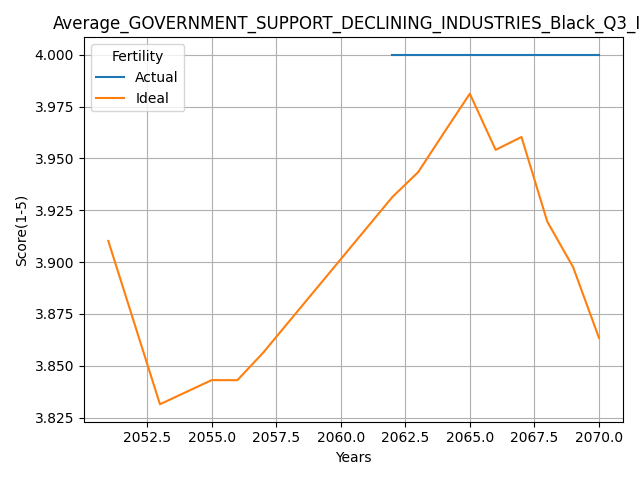 Average_GOVERNMENT_SUPPORT_DECLINING_INDUSTRIES_Black_Q3_I
Fertility
Actual
Ideal
4.000
3.975
3.950
3.925
3.900
3.875
3.850
3.825
Score(1-5)
2052.5 2055.0 2057.5 2060.0 2062.5 2065.0 2067.5 2070.0
Years